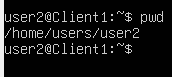 user2@Client1:~$ pwd
/home/users/user2
user2@Client1:~$